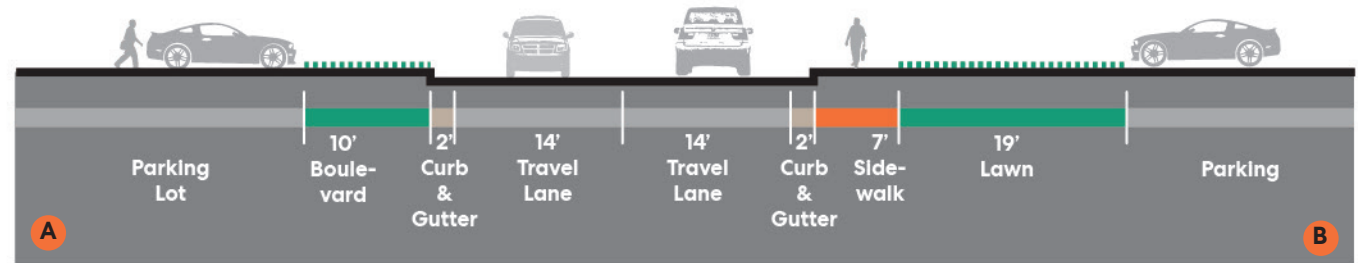 10’
Boule-
vard
2’
Curb
&
Gutter
14’
Travel
Lane
14’
Travel
Lane
2’
Curb
&
Gutter
7’
Side-
walk
19’
Lawn
Parking
Lot
Parking
A
B